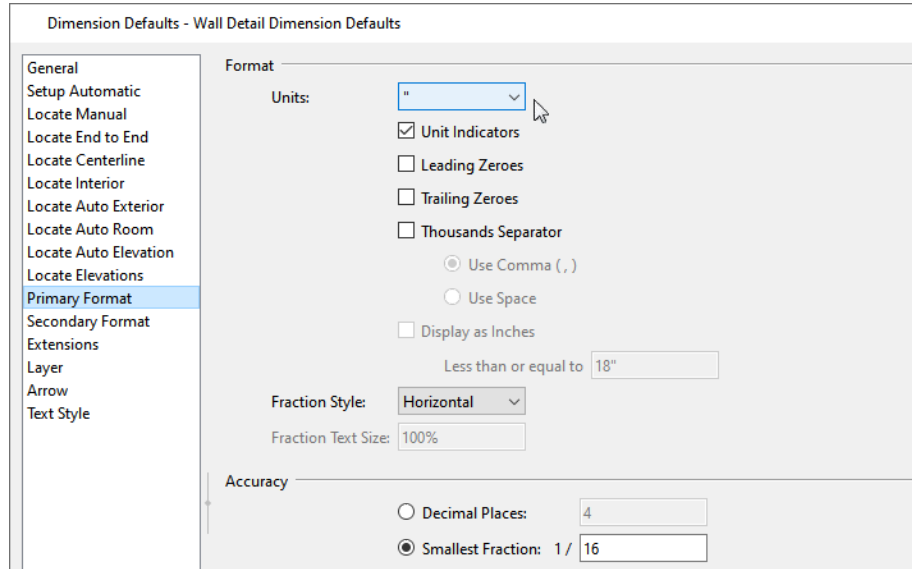 Dimension Defaults - Wall Detail Dimension Defaults
General
Setup Automatic
Locate Manual
Locate End to End
Locate Centerline
Locate Interior
Locate Auto Exterior
Locate Auto Room
Locate Auto Elevation
Locate Elevations
Primary Format
Secondary Format
Extensions
Layer
Arrow
Text Style
Format
Units: "
Unit Indicators
Leading Zeroes
Trailing Zeroes
Thousands Separator
Use Comma ( , )
Use Space
Display as Inches
Less than or equal to 18"
Fraction Style: Horizontal
Fraction Text Size: 100%
Accuracy
Decimal Places: 4
Smallest Fraction: 1 / 16